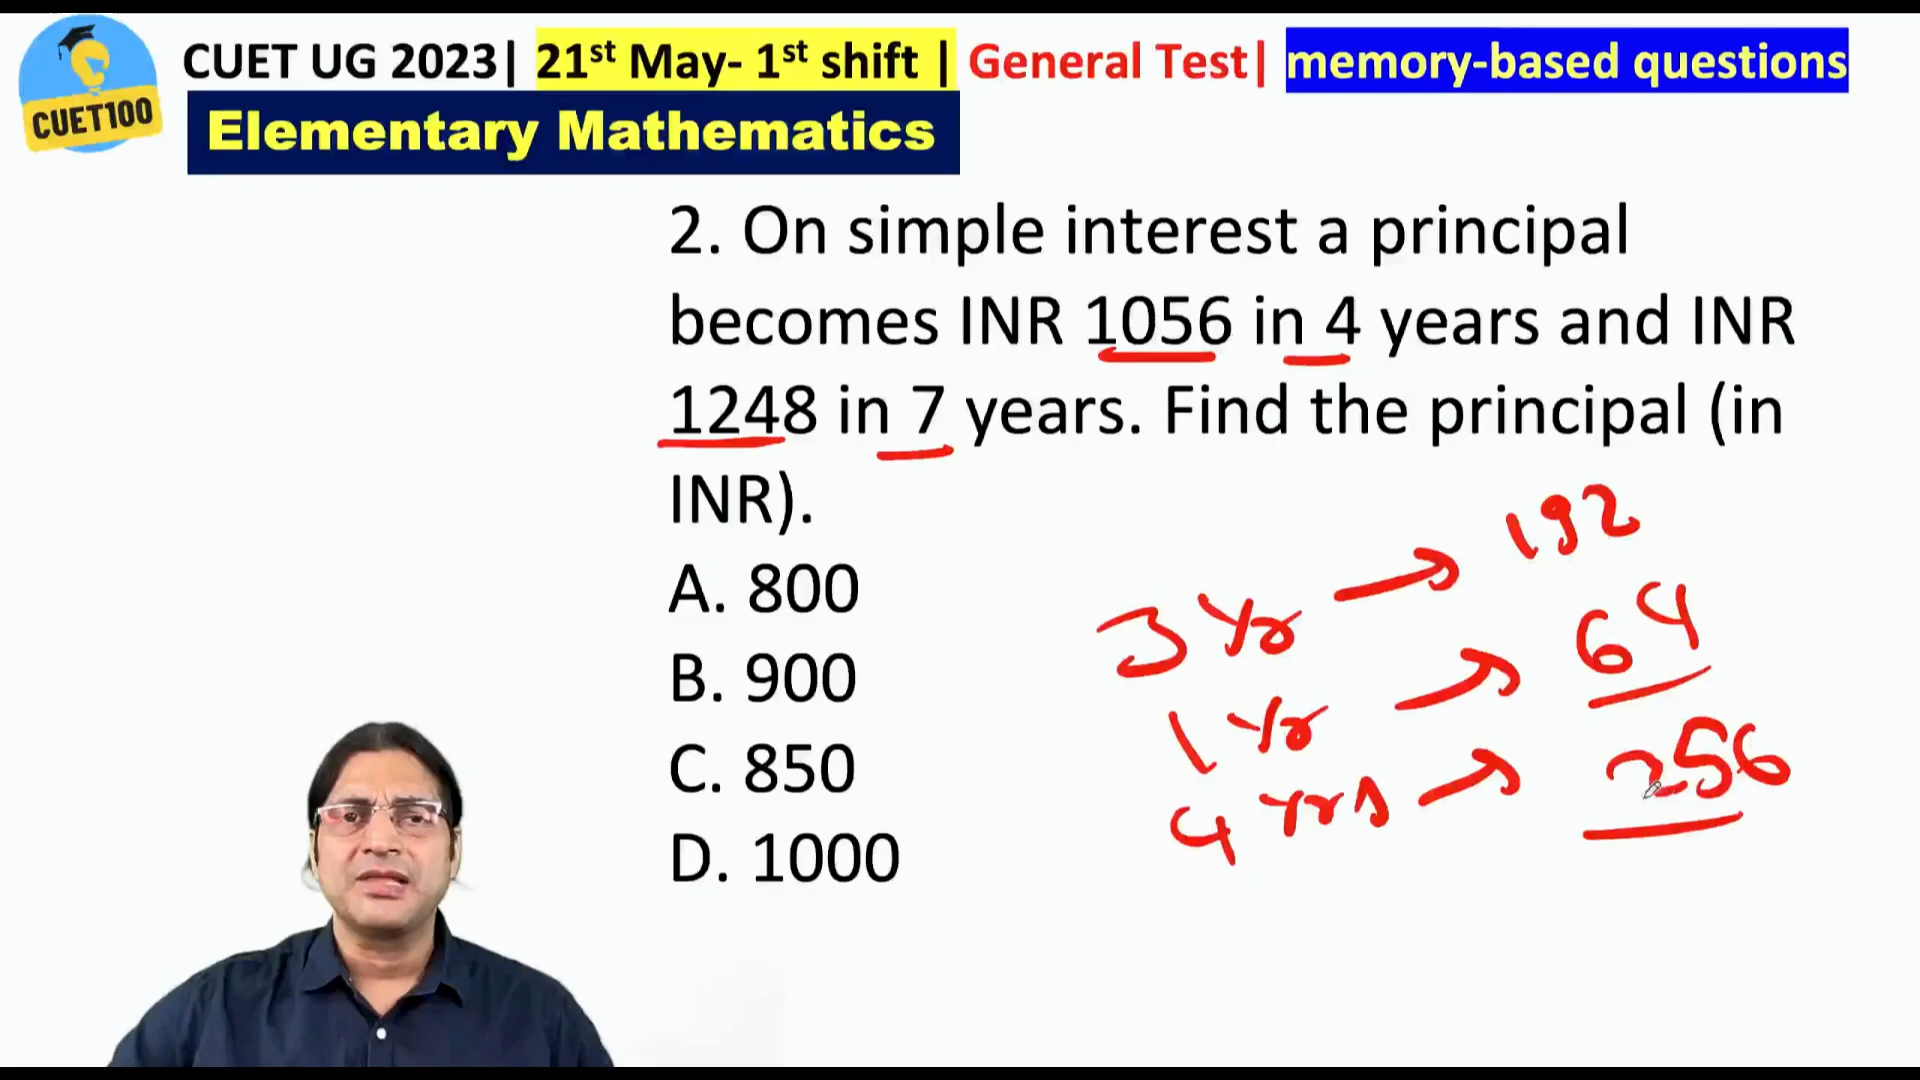 CUET100
CUET UG 2023| 21st May- 1st shift | General Test| memory-based questions
Elementary Mathematics
2. On simple interest a principal
becomes INR 1056 in 4 years and INR
1248 in 7 years. Find the principal (in
INR).
A. 800
B. 900
C. 850
D. 1000
3 Yr → 192
1 Yr → 64
4 Yrs → 256